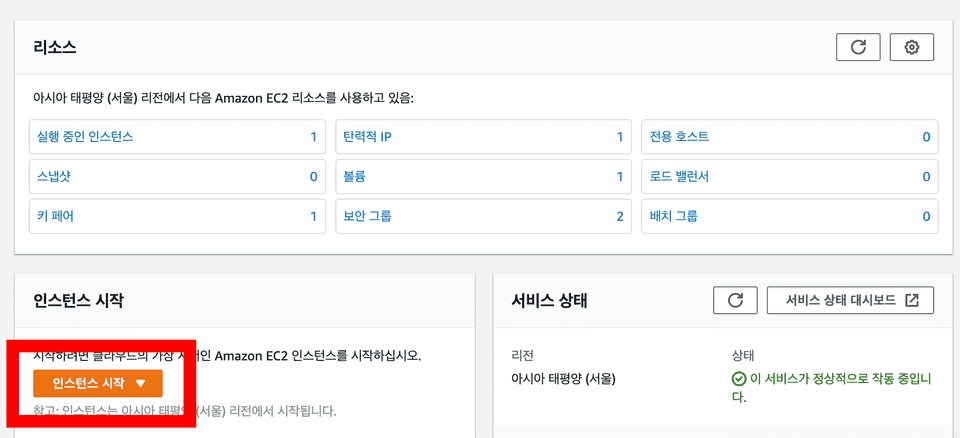 리소스
아시아 태평양 (서울) 리전에서 다음 Amazon EC2 리소스를 사용하고 있음:
실행 중인 인스턴스 1
탄력적 IP 1
전용 호스트 0
스냅샷 0
볼륨 1
로드 밸런서 0
키 페어 1
보안 그룹 2
배치 그룹 0
인스턴스 시작
시작하려면 클라우드의 가상 서버인 Amazon EC2 인스턴스를 시작하십시오.
인스턴스 시작
참고: 인스턴스는 아시아 태평양 (서울) 리전에서 시작됩니다.
서비스 상태
서비스 상태 대시보드
리전
상태
아시아 태평양 (서울)
이 서비스가 정상적으로 작동 중입니
다.